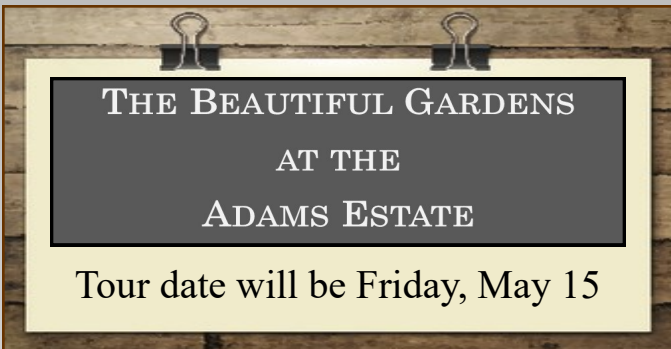 The Beautiful Gardens
at the
Adams Estate
Tour date will be Friday, May 15